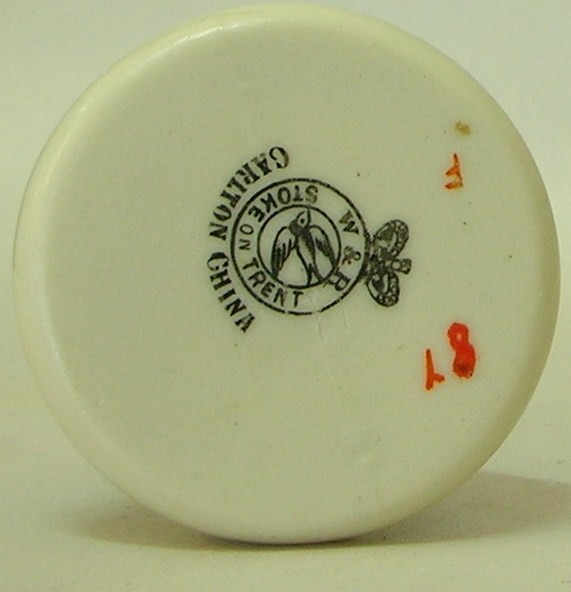 W & R
STOKE ON TRENT
CARLTON CHINA
F